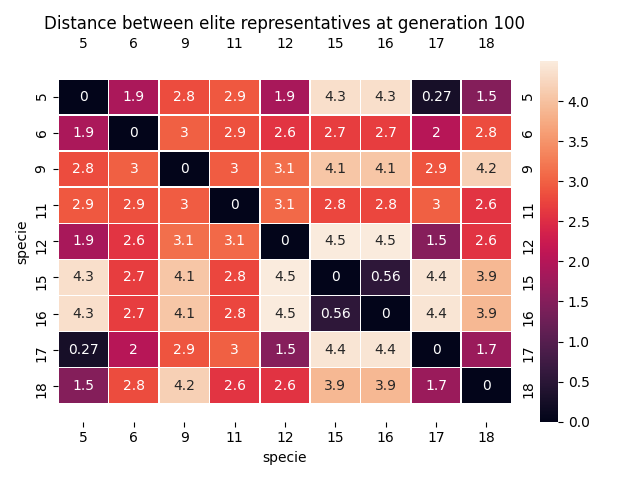 Distance between elite representatives at generation 100
5 6 9 11 12 15 16 17 18
5 0 1.9 2.8 2.9 1.9 4.3 4.3 0.27 1.5 5
6 1.9 0 3 2.9 2.6 2.7 2.7 2 2.8 6
9 2.8 3 0 3 3.1 4.1 4.1 2.9 4.2 9
11 2.9 2.9 3 0 3.1 2.8 2.8 3 2.6 11
12 1.9 2.6 3.1 3.1 0 4.5 4.5 1.5 2.6 12
15 4.3 2.7 4.1 2.8 4.5 0 0.56 4.4 3.9 15
16 4.3 2.7 4.1 2.8 4.5 0.56 0 4.4 3.9 16
17 0.27 2 2.9 3 1.5 4.4 4.4 0 1.7 17
18 1.5 2.8 4.2 2.6 2.6 3.9 3.9 1.7 0 18
5 6 9 11 12 15 16 17 18
specie
specie
4.0
3.5
3.0
2.5
2.0
1.5
1.0
0.5
0.0